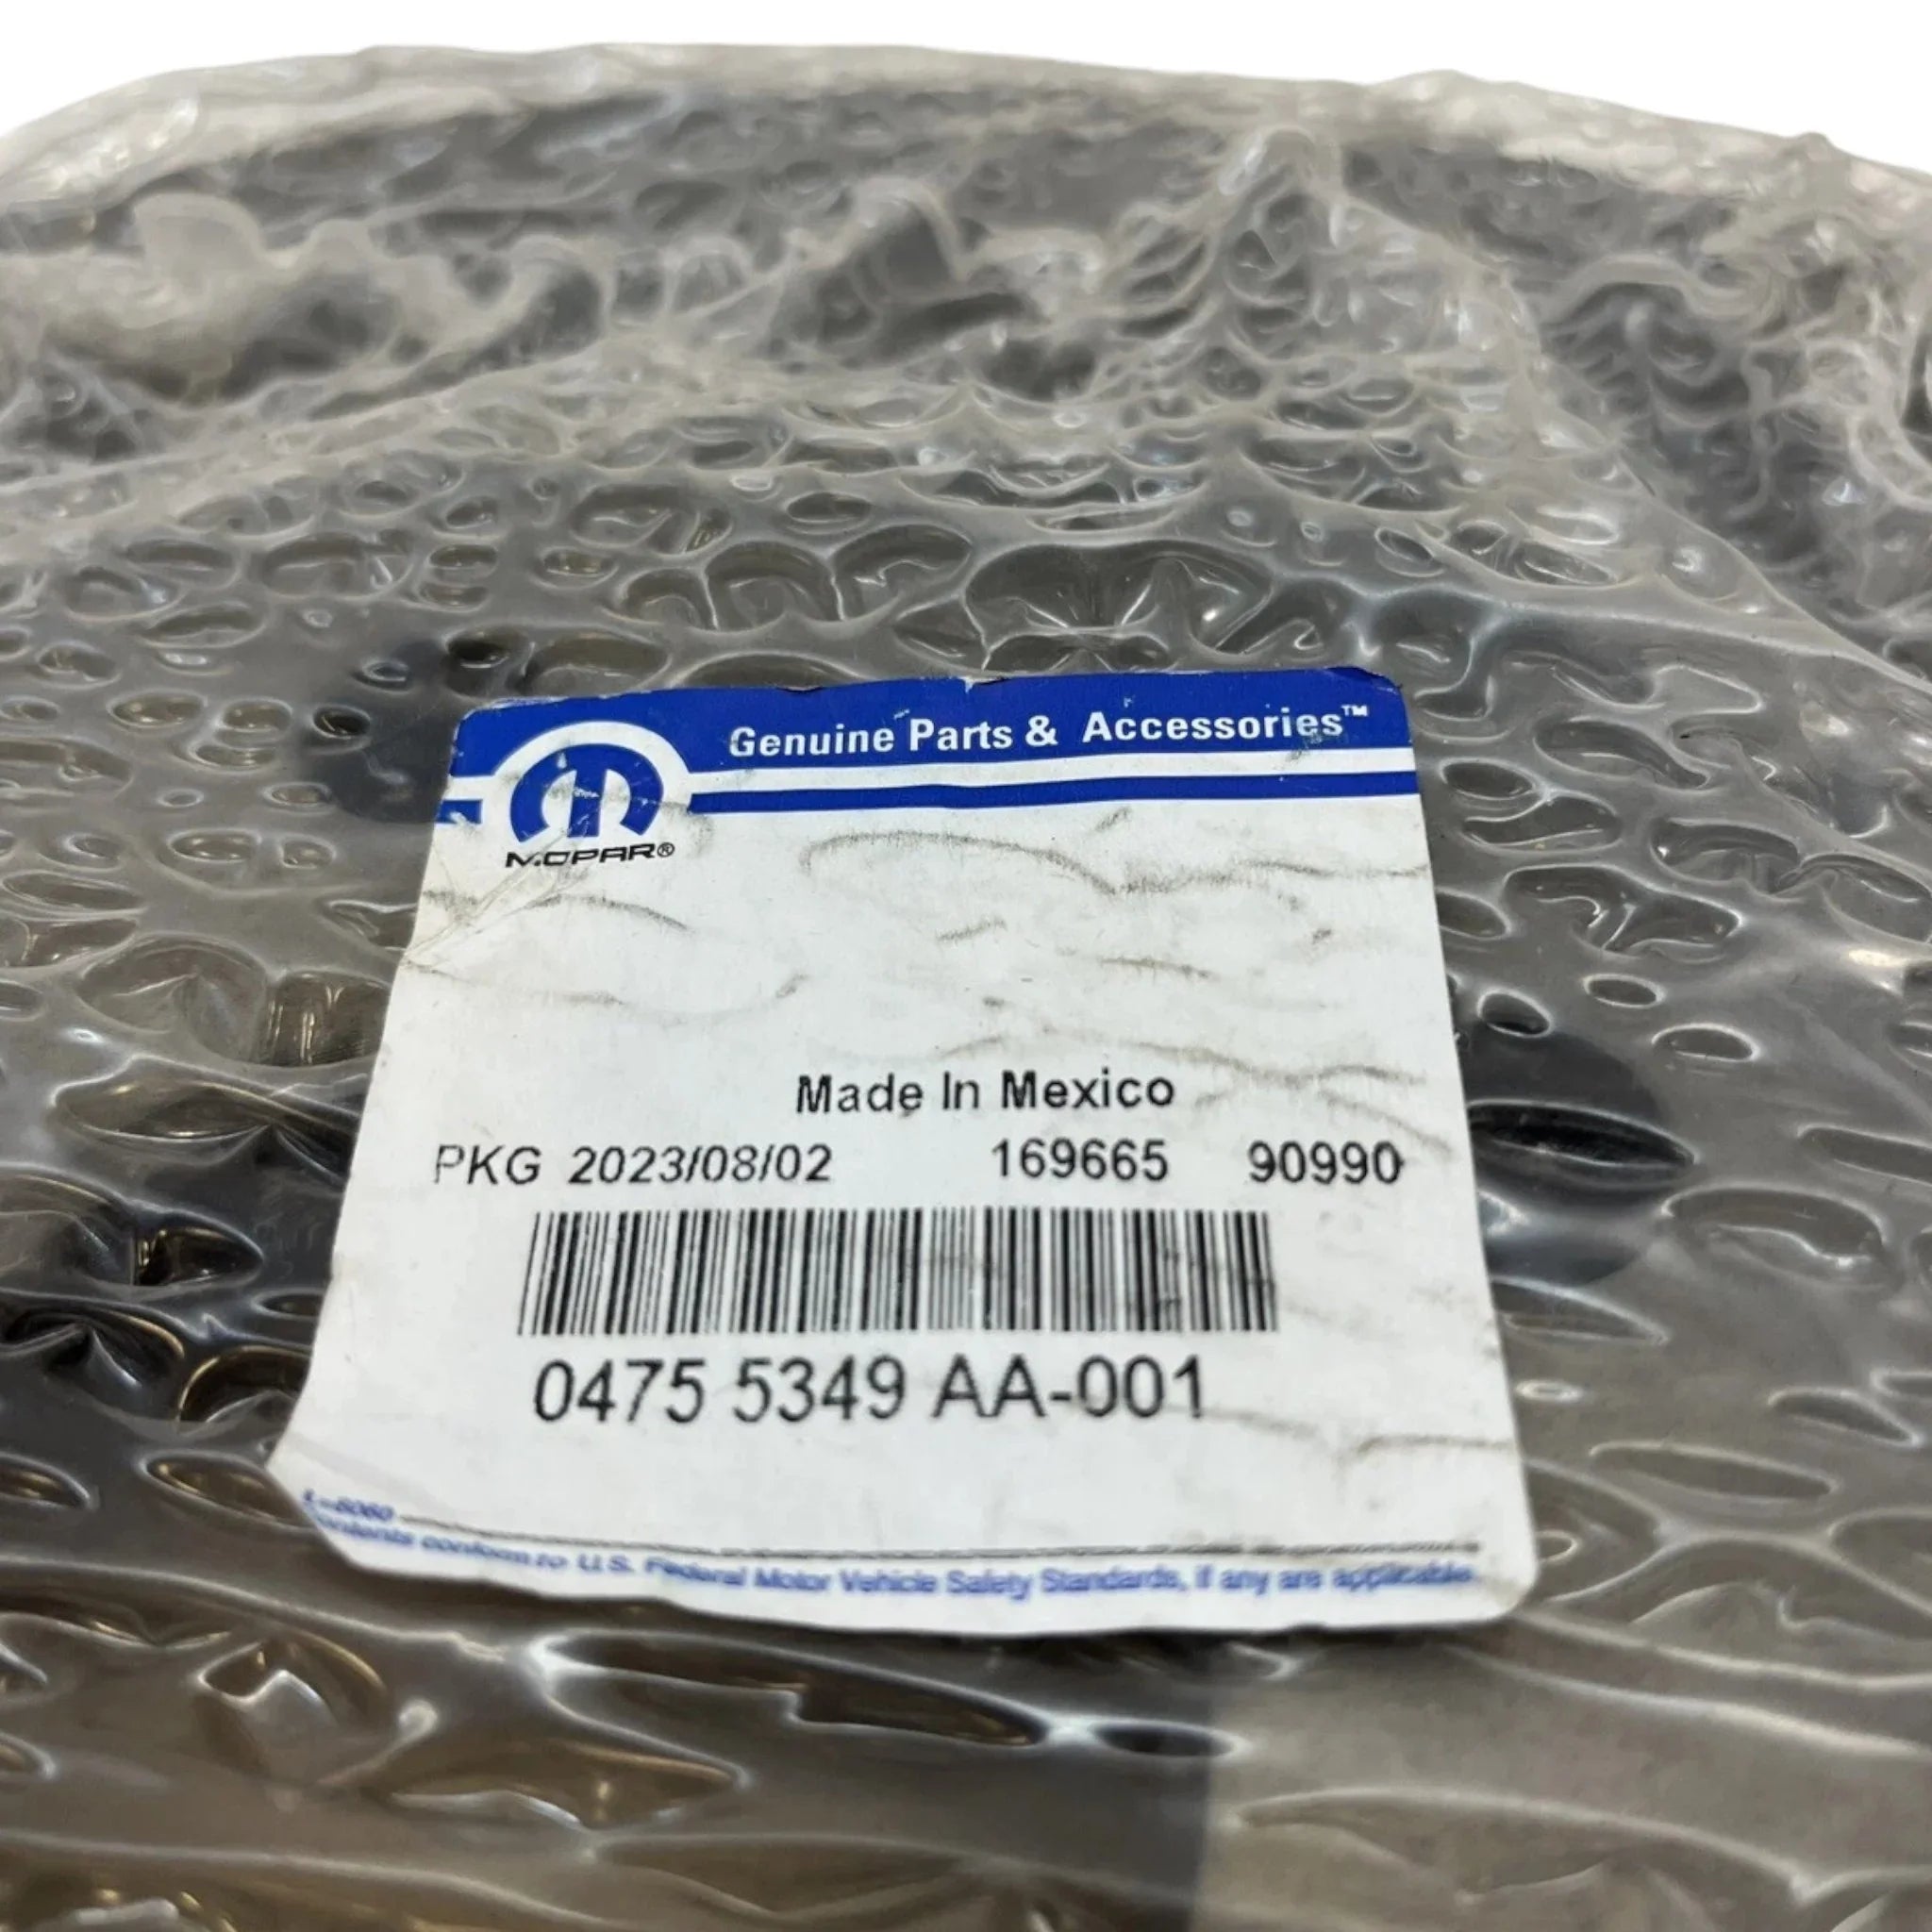 Genuine Parts & Accessories™
MOPAR®
Made In Mexico
PKG 2023/08/02 169665 90990
0475 5349 AA-001
L-5060
Contents conform to U.S. Federal Motor Vehicle Safety Standards, if any are applicable